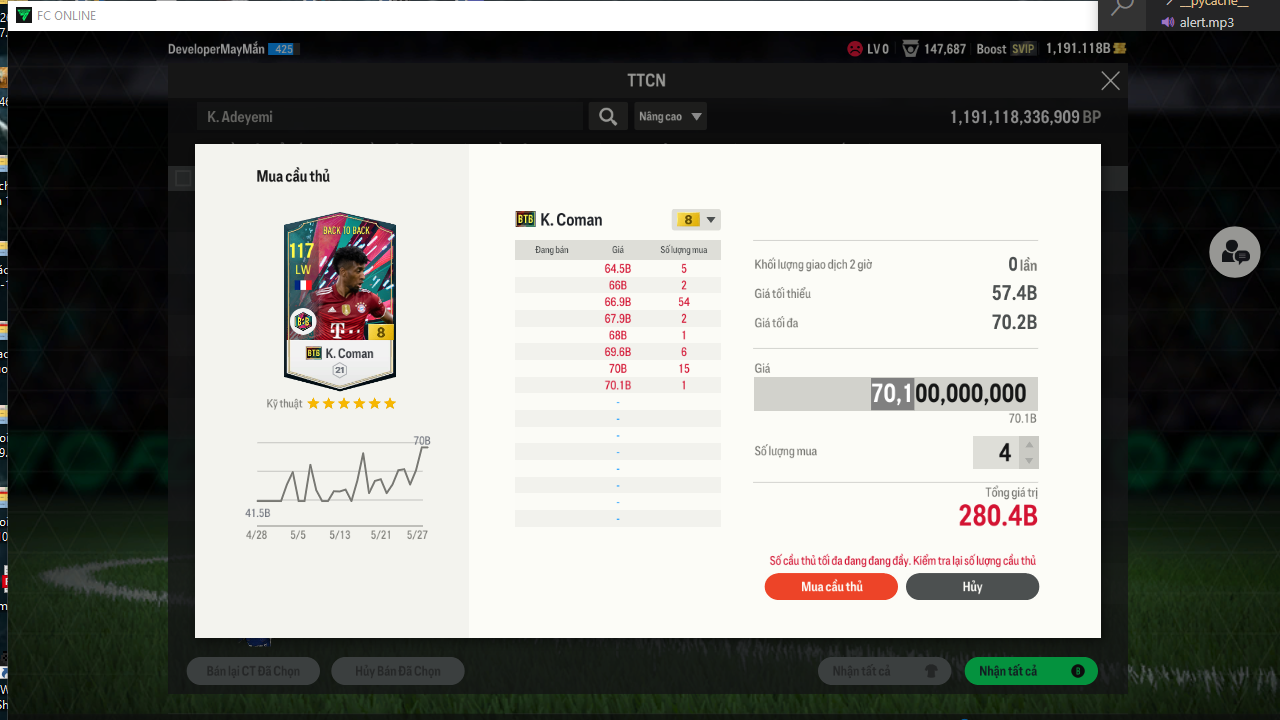 FC ONLINE
__pycache__
alert.mp3
DeveloperMayMắn 425
LV 0 147,687 Boost SVIP 1,191.118B
TTCN
K. Adeyemi
Nâng cao
1,191,118,336,909 BP
Mua cầu thủ
BACK TO BACK
117
LW
8
BTB K. Coman
21
Kỹ thuật
70B
41.5B
4/28 5/5 5/13 5/21 5/27
BTB K. Coman 8
Đang bán Giá Số lượng mua
64.5B 5
66B 2
66.9B 54
67.9B 2
68B 1
69.6B 6
70B 15
70.1B 1
-
-
-
-
-
-
-
-
Khối lượng giao dịch 2 giờ 0 lần
Giá tối thiểu 57.4B
Giá tối đa 70.2B
Giá
70,100,000,000
70.1B
Số lượng mua 4
Tổng giá trị
280.4B
Số cầu thủ tối đa đang đang đầy. Kiểm tra lại số lượng cầu thủ
Mua cầu thủ Hủy
Bán lại CT Đã Chọn Hủy Bán Đã Chọn Nhận tất cả Nhận tất cả